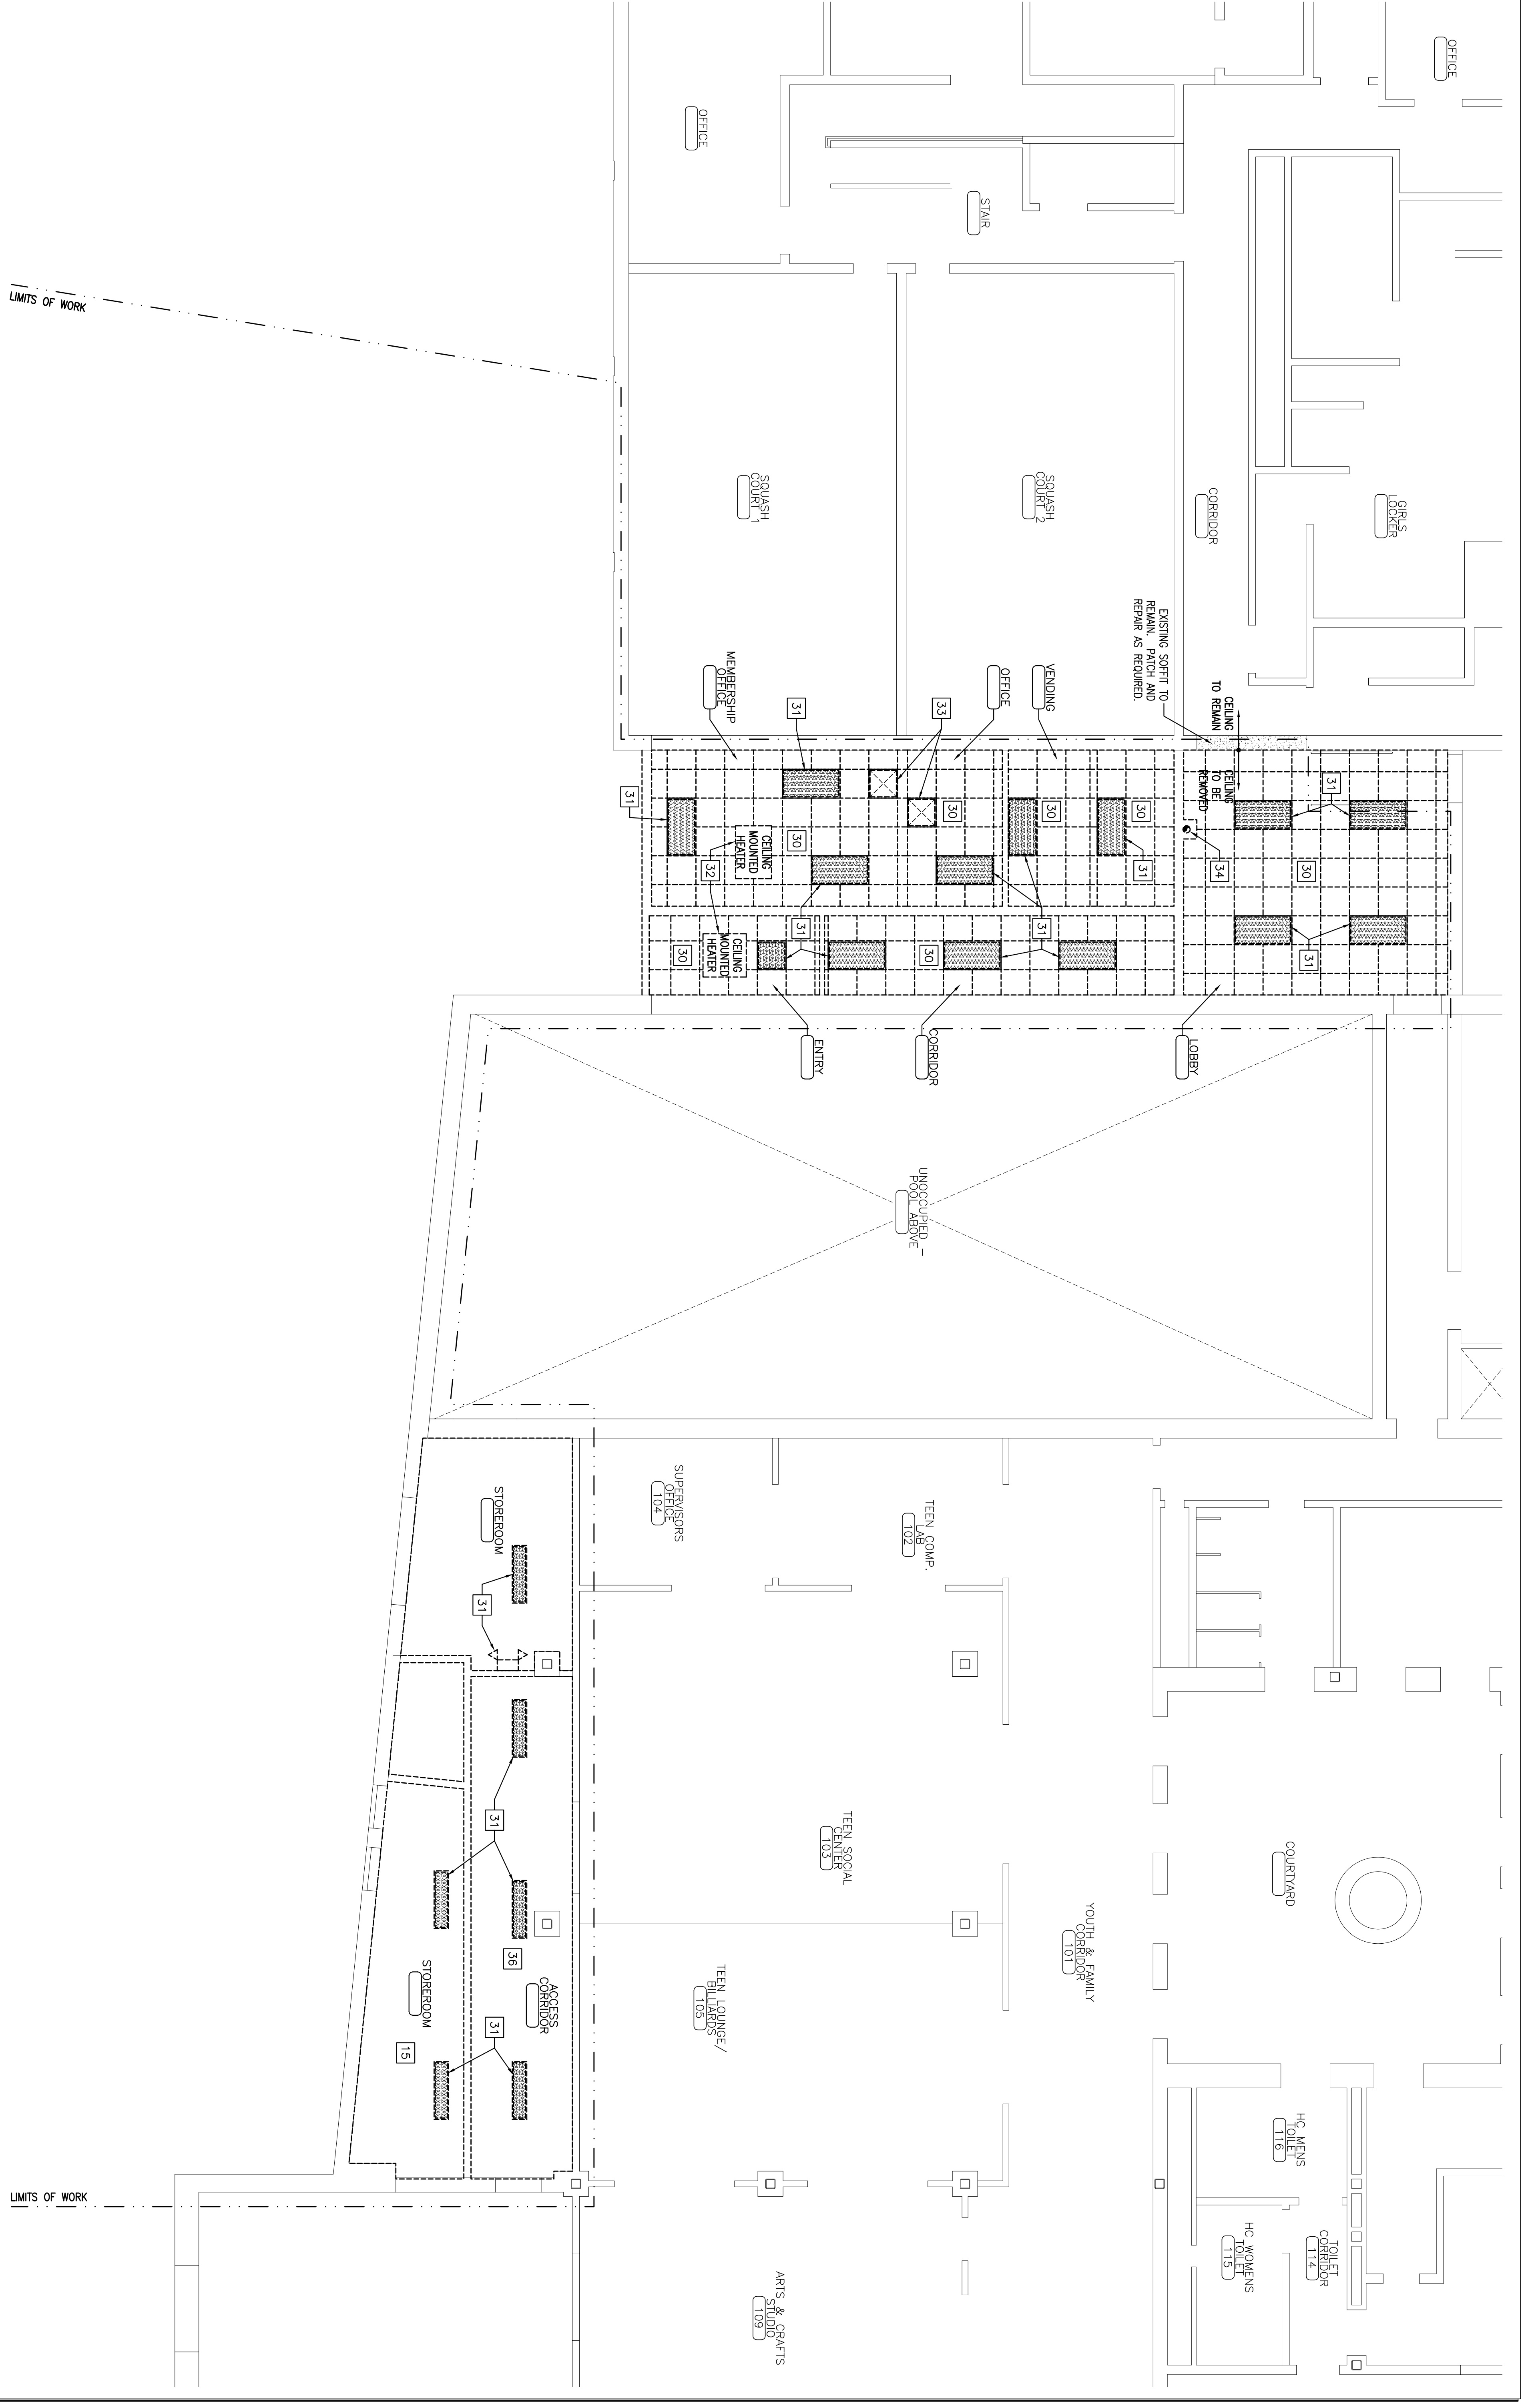 OFFICE
OFFICE
STAIR
LIMITS OF WORK
SQUASH
COURT 1
SQUASH
COURT 2
CORRIDOR
GIRLS
LOCKER
EXISTING SOFFIT TO
REMAIN. PATCH AND
REPAIR AS REQUIRED.
CEILING
TO REMAIN
CEILING
TO BE
REMOVED
MEMBERSHIP
OFFICE
31
33
OFFICE
VENDING
31
31
30
30
30
30
CEILING
MOUNTED
HEATER
32
31
34
30
31
31
31
30
CEILING
MOUNTED
HEATER
30
ENTRY
CORRIDOR
LOBBY
UNOCCUPIED –
POOL ABOVE
STOREROOM
31
SUPERVISORS
OFFICE
104
TEEN COMP.
LAB
102
31
TEEN SOCIAL
CENTER
103
COURTYARD
YOUTH & FAMILY
CORRIDOR
101
36
ACCESS
CORRIDOR
STOREROOM
31
15
TEEN LOUNGE/
BILLIARDS
105
HC MENS
TOILET
116
HC WOMENS
TOILET
115
TOILET
CORRIDOR
114
LIMITS OF WORK
ARTS & CRAFTS
STUDIO
109